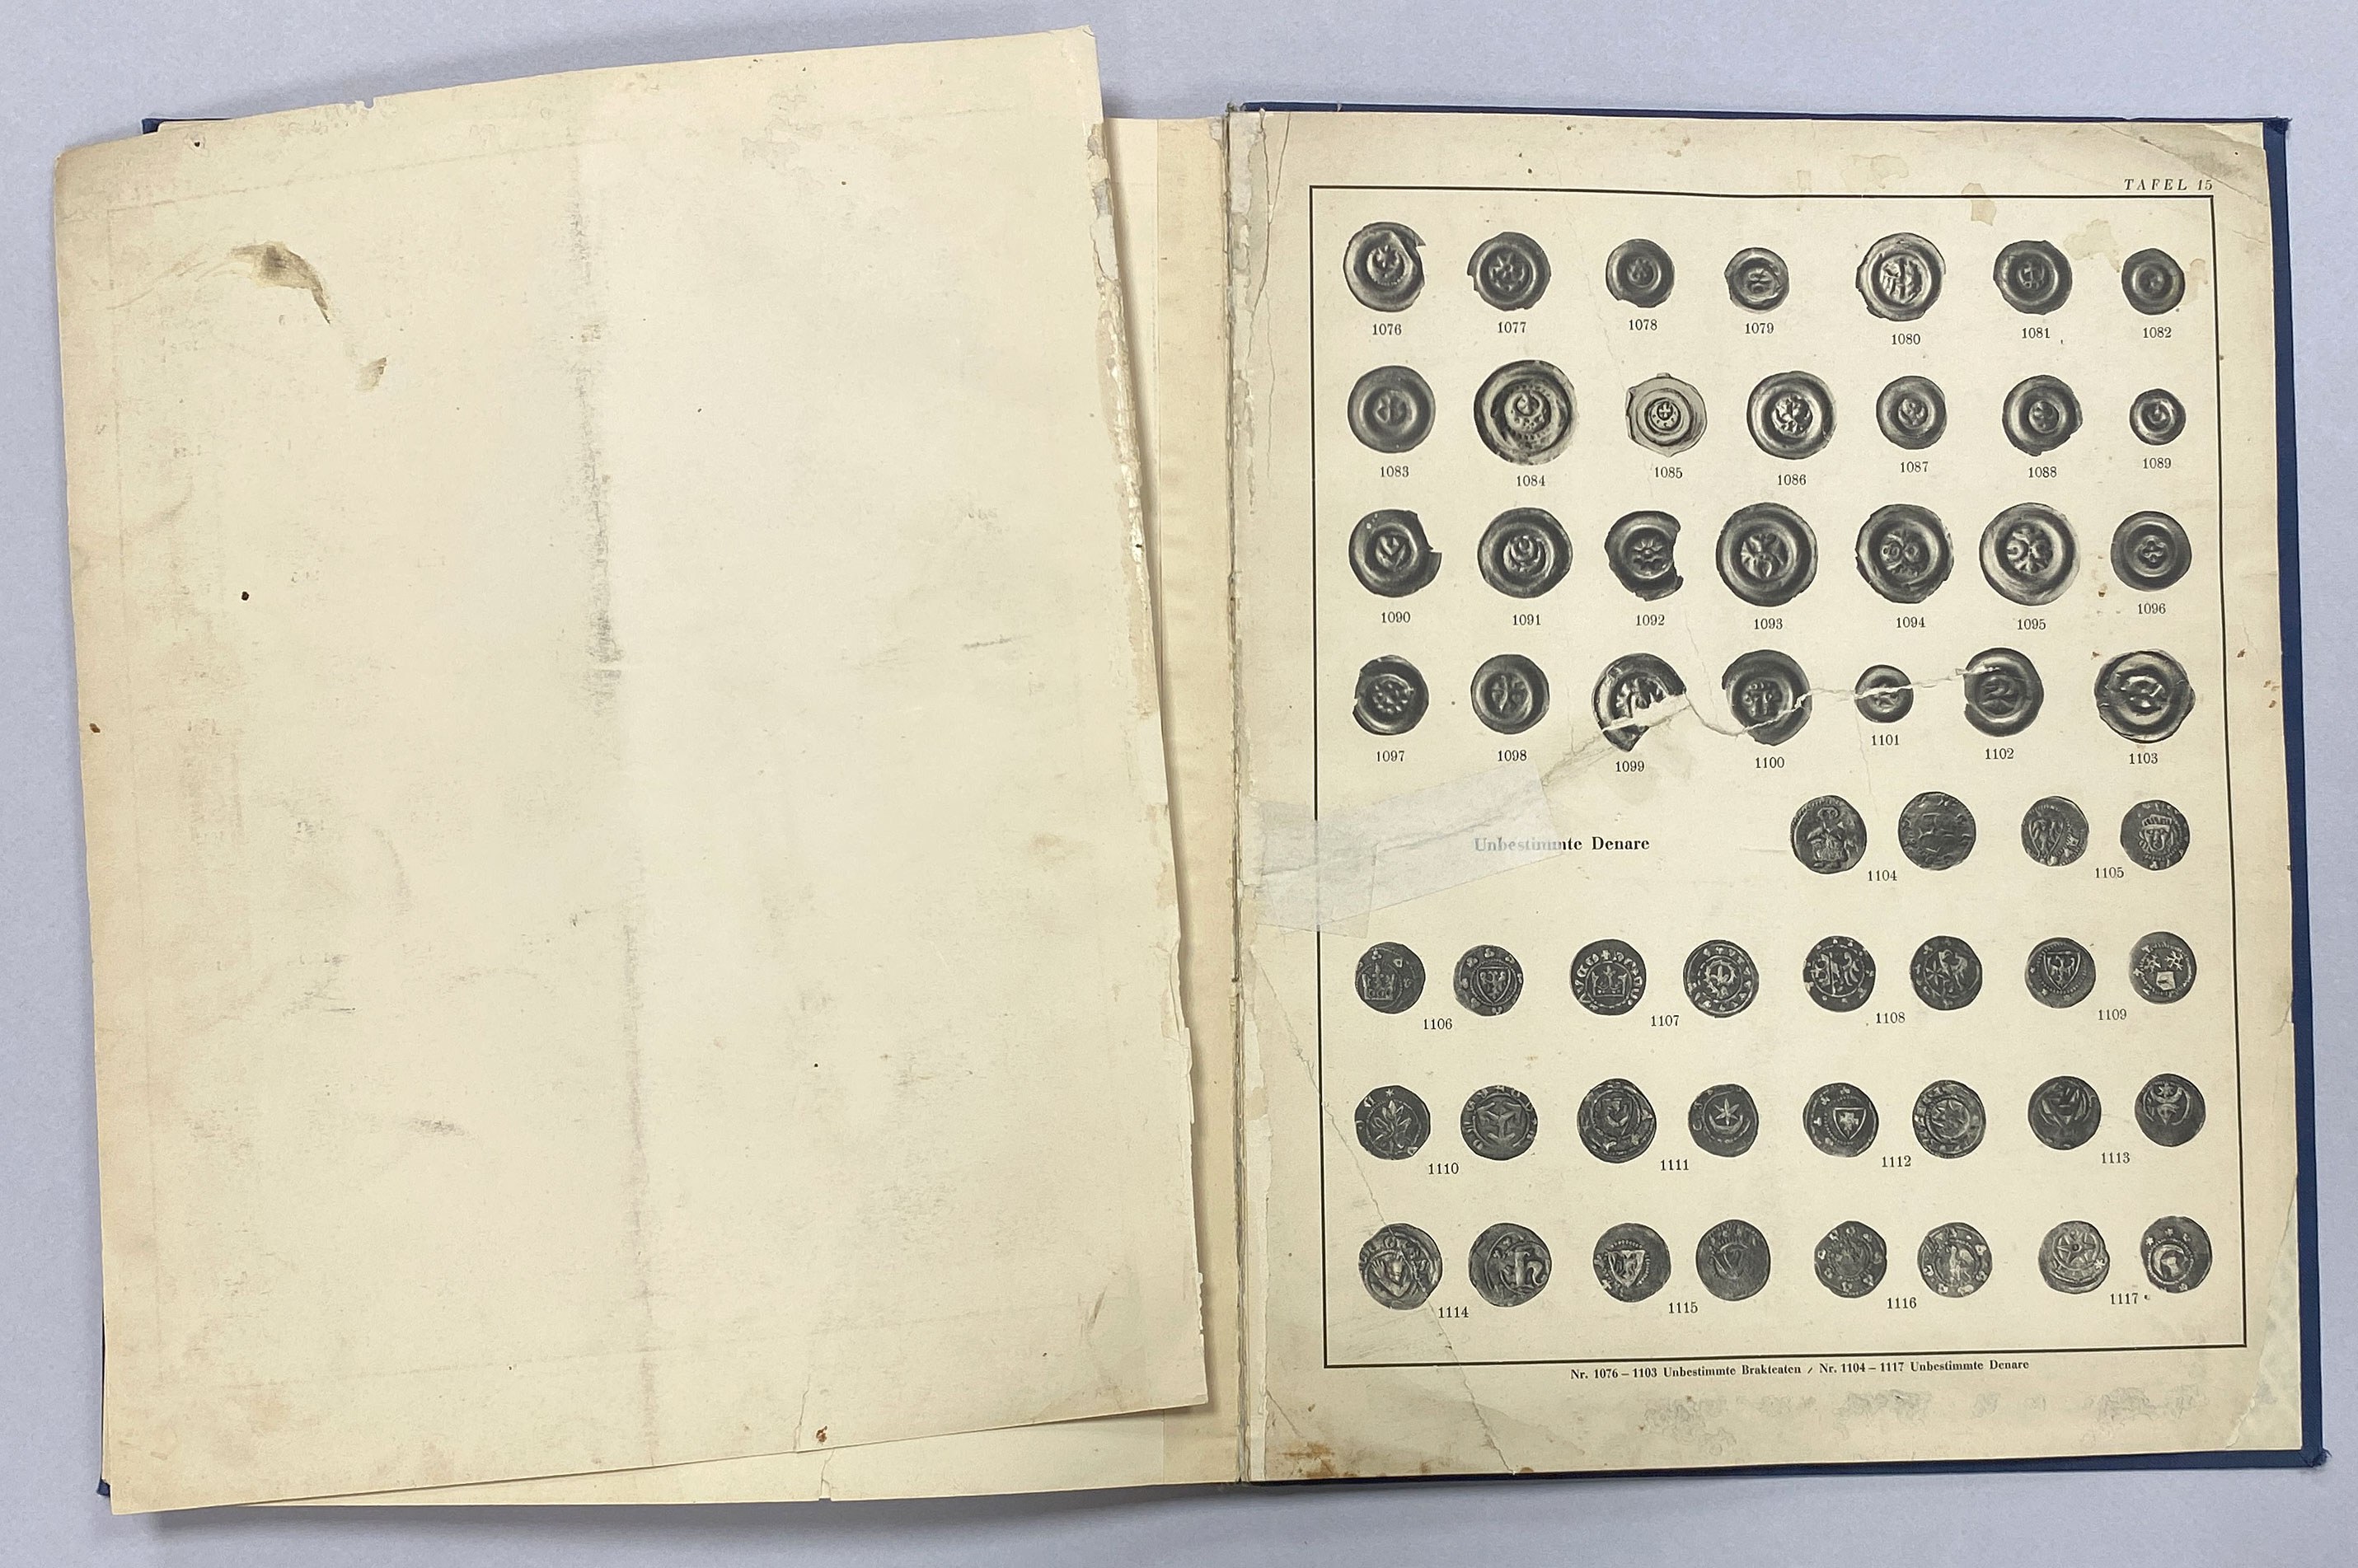 TAFEL 15
1076 1077 1078 1079 1080 1081 1082
1083 1084 1085 1086 1087 1088 1089
1090 1091 1092 1093 1094 1095 1096
1097 1098 1099 1100 1101 1102 1103
Unbestimmte Denare
1104 1105
1106 1107 1108 1109
1110 1111 1112 1113
1114 1115 1116 1117
Nr. 1076 – 1103 Unbestimmte Brakteaten / Nr. 1104 – 1117 Unbestimmte Denare